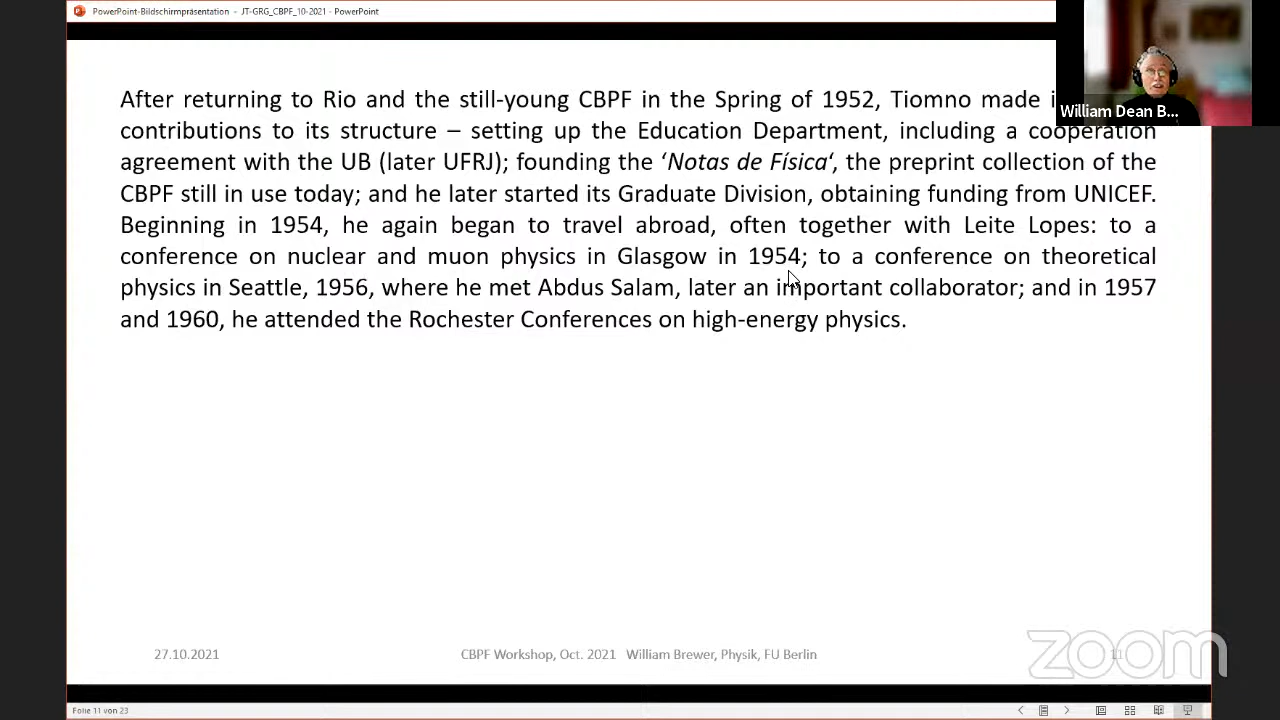 PowerPoint-Bildschirmpräsentation - JT-GRG_CBPF_10-2021 - PowerPoint
William Dean B...
After returning to Rio and the still-young CBPF in the Spring of 1952, Tiomno made
contributions to its structure – setting up the Education Department, including a cooperation
agreement with the UB (later UFRJ); founding the ‘Notas de Física‘, the preprint collection of the
CBPF still in use today; and he later started its Graduate Division, obtaining funding from UNICEF.
Beginning in 1954, he again began to travel abroad, often together with Leite Lopes: to a
conference on nuclear and muon physics in Glasgow in 1954; to a conference on theoretical
physics in Seattle, 1956, where he met Abdus Salam, later an important collaborator; and in 1957
and 1960, he attended the Rochester Conferences on high-energy physics.
27.10.2021
CBPF Workshop, Oct. 2021 William Brewer, Physik, FU Berlin
11
zoom
Folie 11 von 23